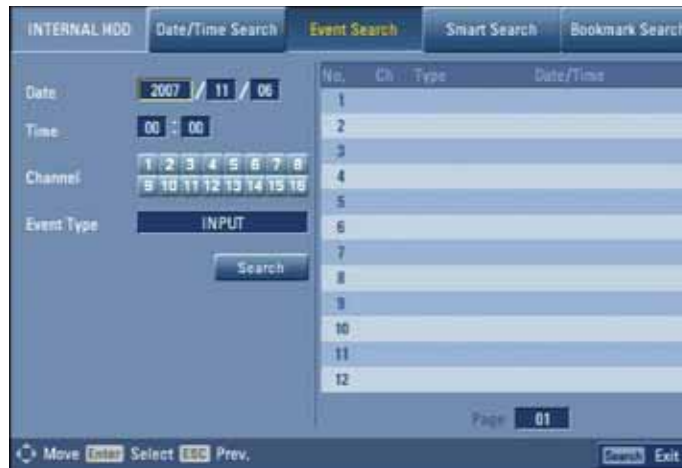 INTERNAL HDD Date/Time Search Event Search Smart Search Bookmark Search
Date 2007 / 11 / 06
Time 00 : 00
Channel 1 2 3 4 5 6 7 8
9 10 11 12 13 14 15 16
Event Type INPUT
Search
No. Ch Type Date/Time
1
2
3
4
5
6
7
8
9
10
11
12
Page 01
Move Enter Select ESC Prev. Search Exit